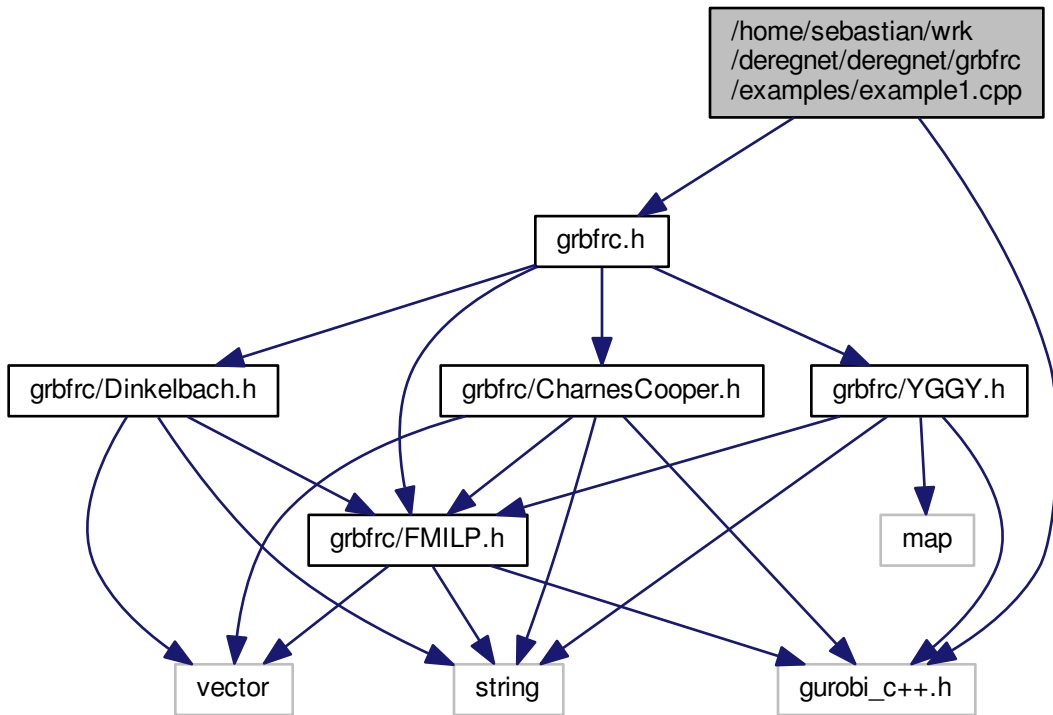 /home/sebastian/wrk
/deregnet/deregnet/grbfrc
/examples/example1.cpp
grbfrc.h
grbfrc/Dinkelbach.h
grbfrc/CharnesCooper.h
grbfrc/YGGY.h
grbfrc/FMILP.h
map
vector
string
gurobi_c++.h